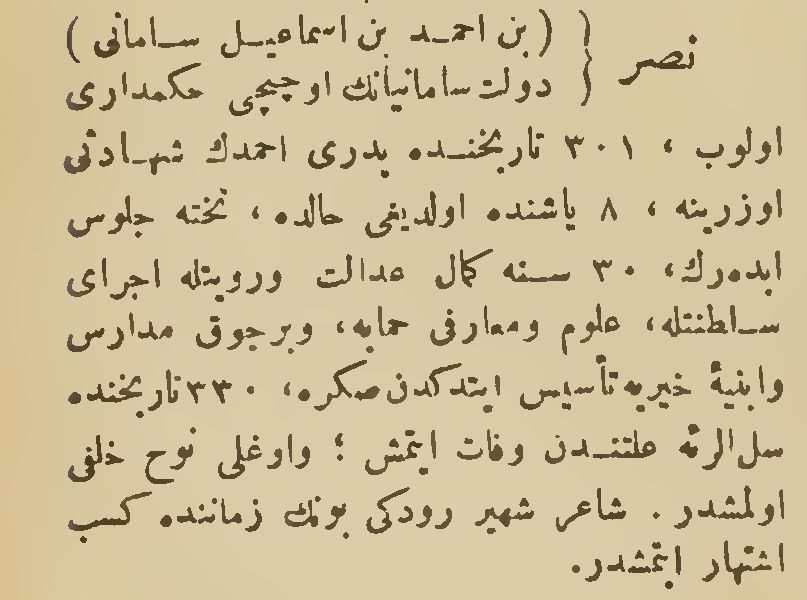 نصر { (بن احمد بن اسماعيل سامانى)
دولت سامانيانك اوچنجى حكمدارى
اولوب ، ٣٠١ تاريخنده پدرى احمدك شهادتى
اوزرينه ، ٨ ياشنده اولديغى حالده ، تخته جلوس
ايدەرك ، ٣٠ سنه كمال عدالت ورويتله اجراى
سلطنتله ، علوم ومعارفى حمايه ، وبرچوق مدارس
وابنيهٔ خيريه تأسيس ايتدكدن صكره ، ٣٣٠ تاريخنده
سل الرئه علتندن وفات ايتمش ؛ واوغلى نوح خلفى
اولمشدر . شاعر شهير رودكى بونك زماننده كسب
اشتهار ايتمشدر .